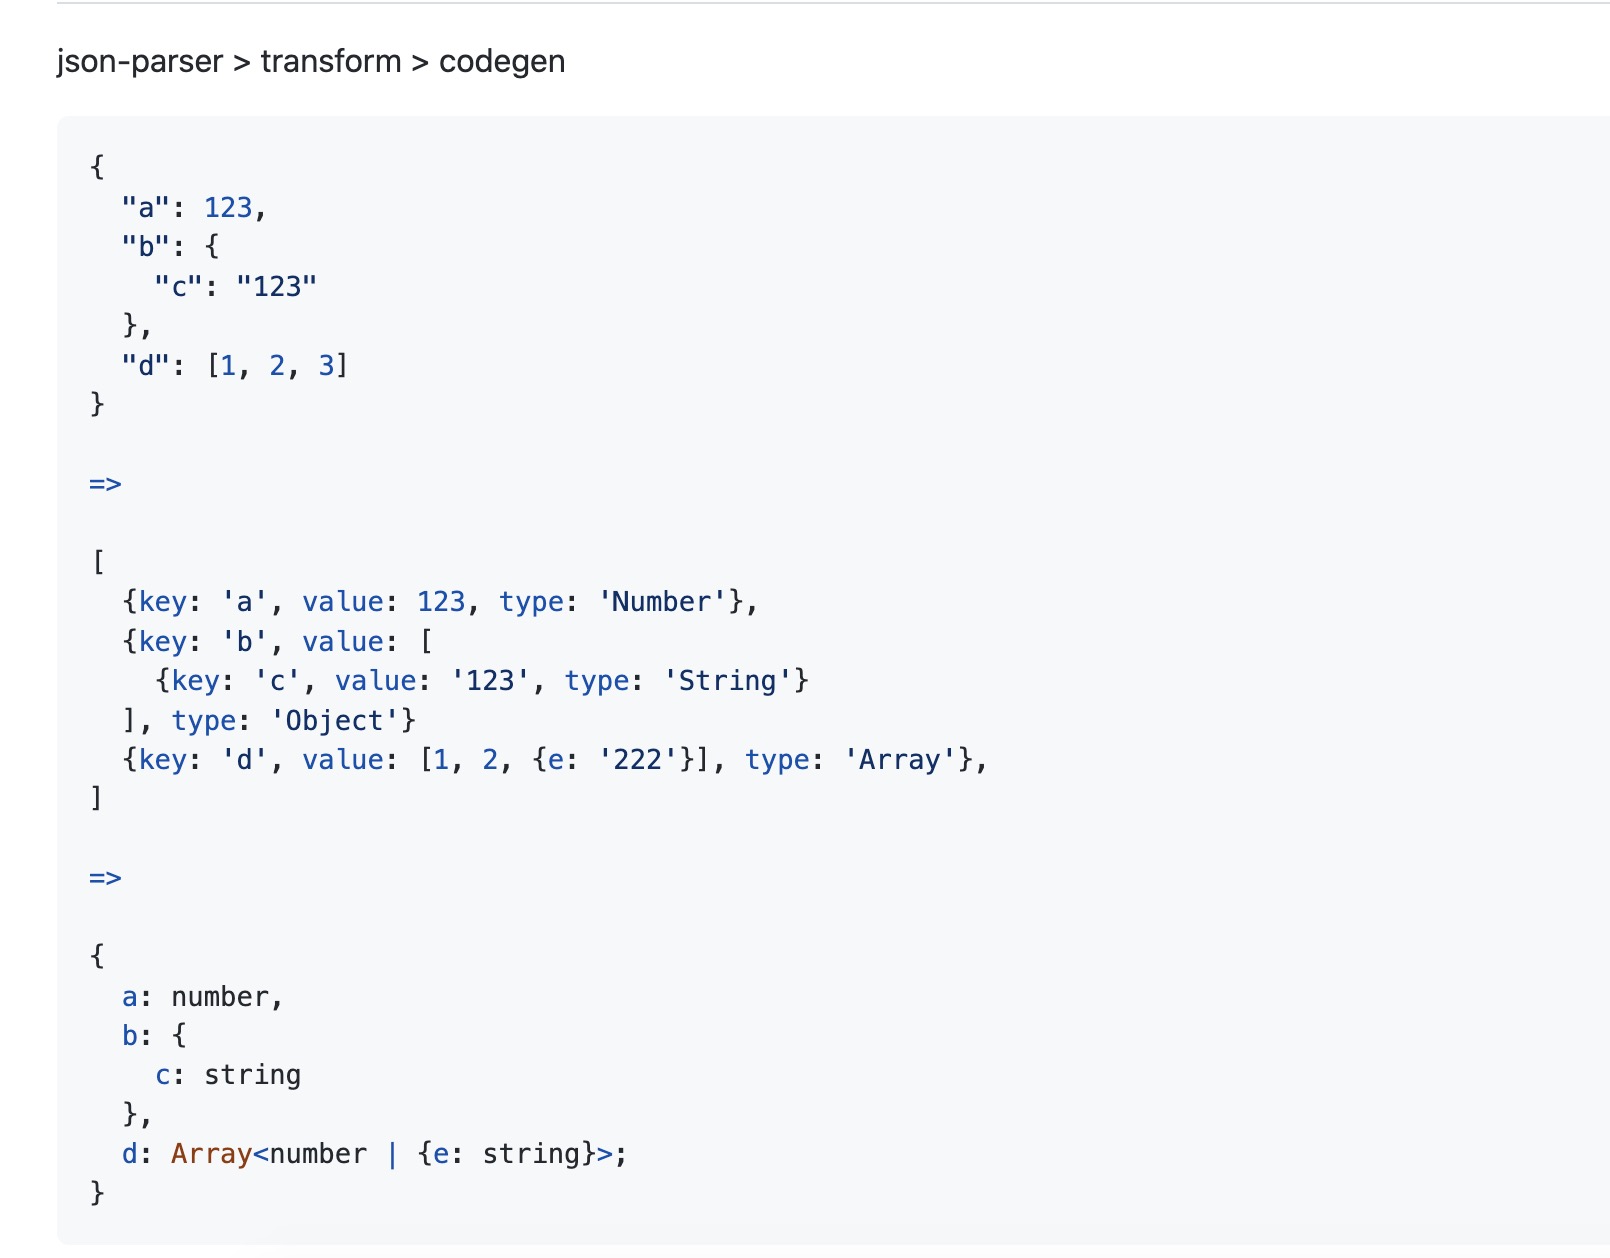 json-parser > transform > codegen
{
"a": 123,
"b": {
"c": "123"
},
"d": [1, 2, 3]
}
=>
[
{key: 'a', value: 123, type: 'Number'},
{key: 'b', value: [
{key: 'c', value: '123', type: 'String'}
], type: 'Object'}
{key: 'd', value: [1, 2, {e: '222'}], type: 'Array'},
]
=>
{
a: number,
b: {
c: string
},
d: Array<number | {e: string}>;
}